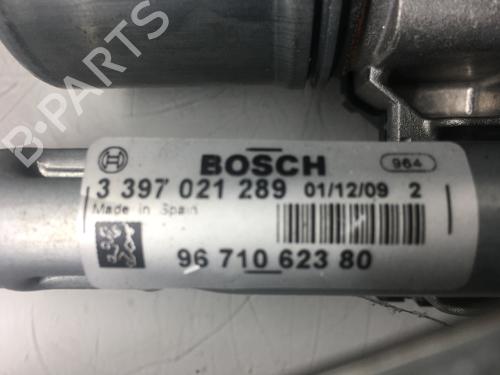 BOSCH
964
3 397 021 289 01/12/09 2
Made in Spain
96 710 623 80
B-PARTS